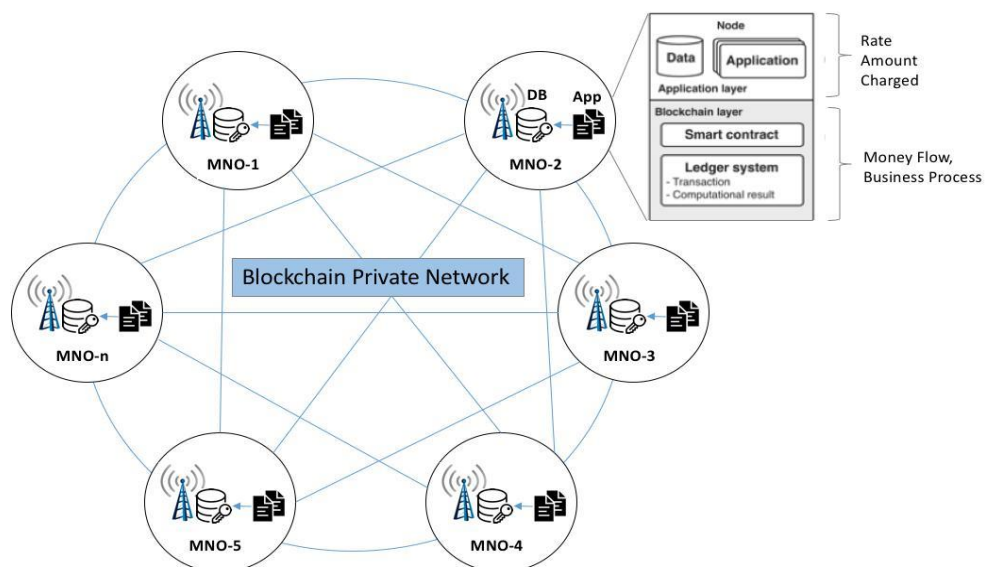 Node
Data
Application
Application layer
Blockchain layer
Smart contract
Ledger system
- Transaction
- Computational result
Rate
Amount
Charged
Money Flow,
Business Process
MNO-1
DB
App
MNO-2
Blockchain Private Network
MNO-n
MNO-3
MNO-5
MNO-4